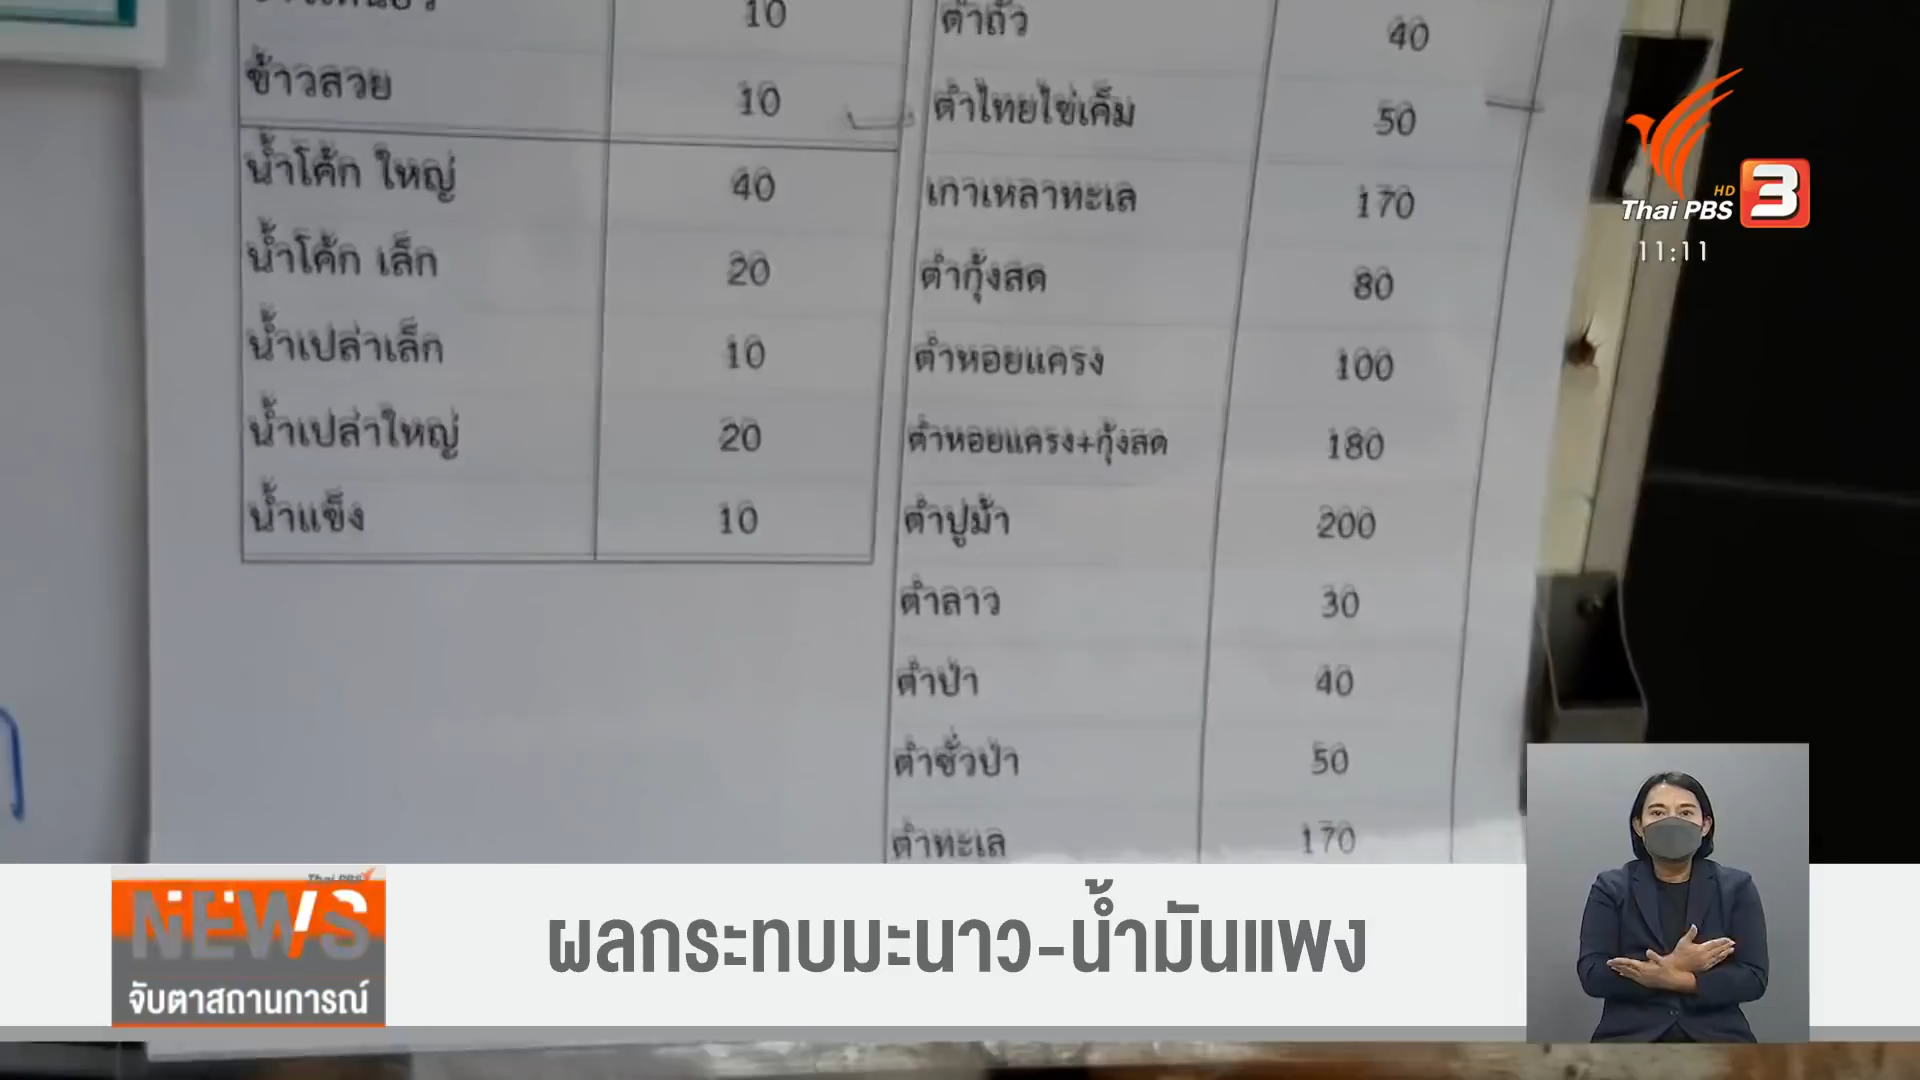 10
ข้าวสวย 10
น้ำโค้ก ใหญ่ 40
น้ำโค้ก เล็ก 20
น้ำเปล่าเล็ก 10
น้ำเปล่าใหญ่ 20
น้ำแข็ง 10
ตำถั่ว 40
ตำไทยไข่เค็ม 50
เกาเหลาทะเล 170
ตำกุ้งสด 80
ตำหอยแครง 100
ตำหอยแครง+กุ้งสด 180
ตำปูม้า 200
ตำลาว 30
ตำป่า 40
ตำซั่วป่า 50
ตำทะเล 170
HD
Thai PBS 3
11:11
Thai PBS
NEWS
จับตาสถานการณ์
ผลกระทบมะนาว-น้ำมันแพง